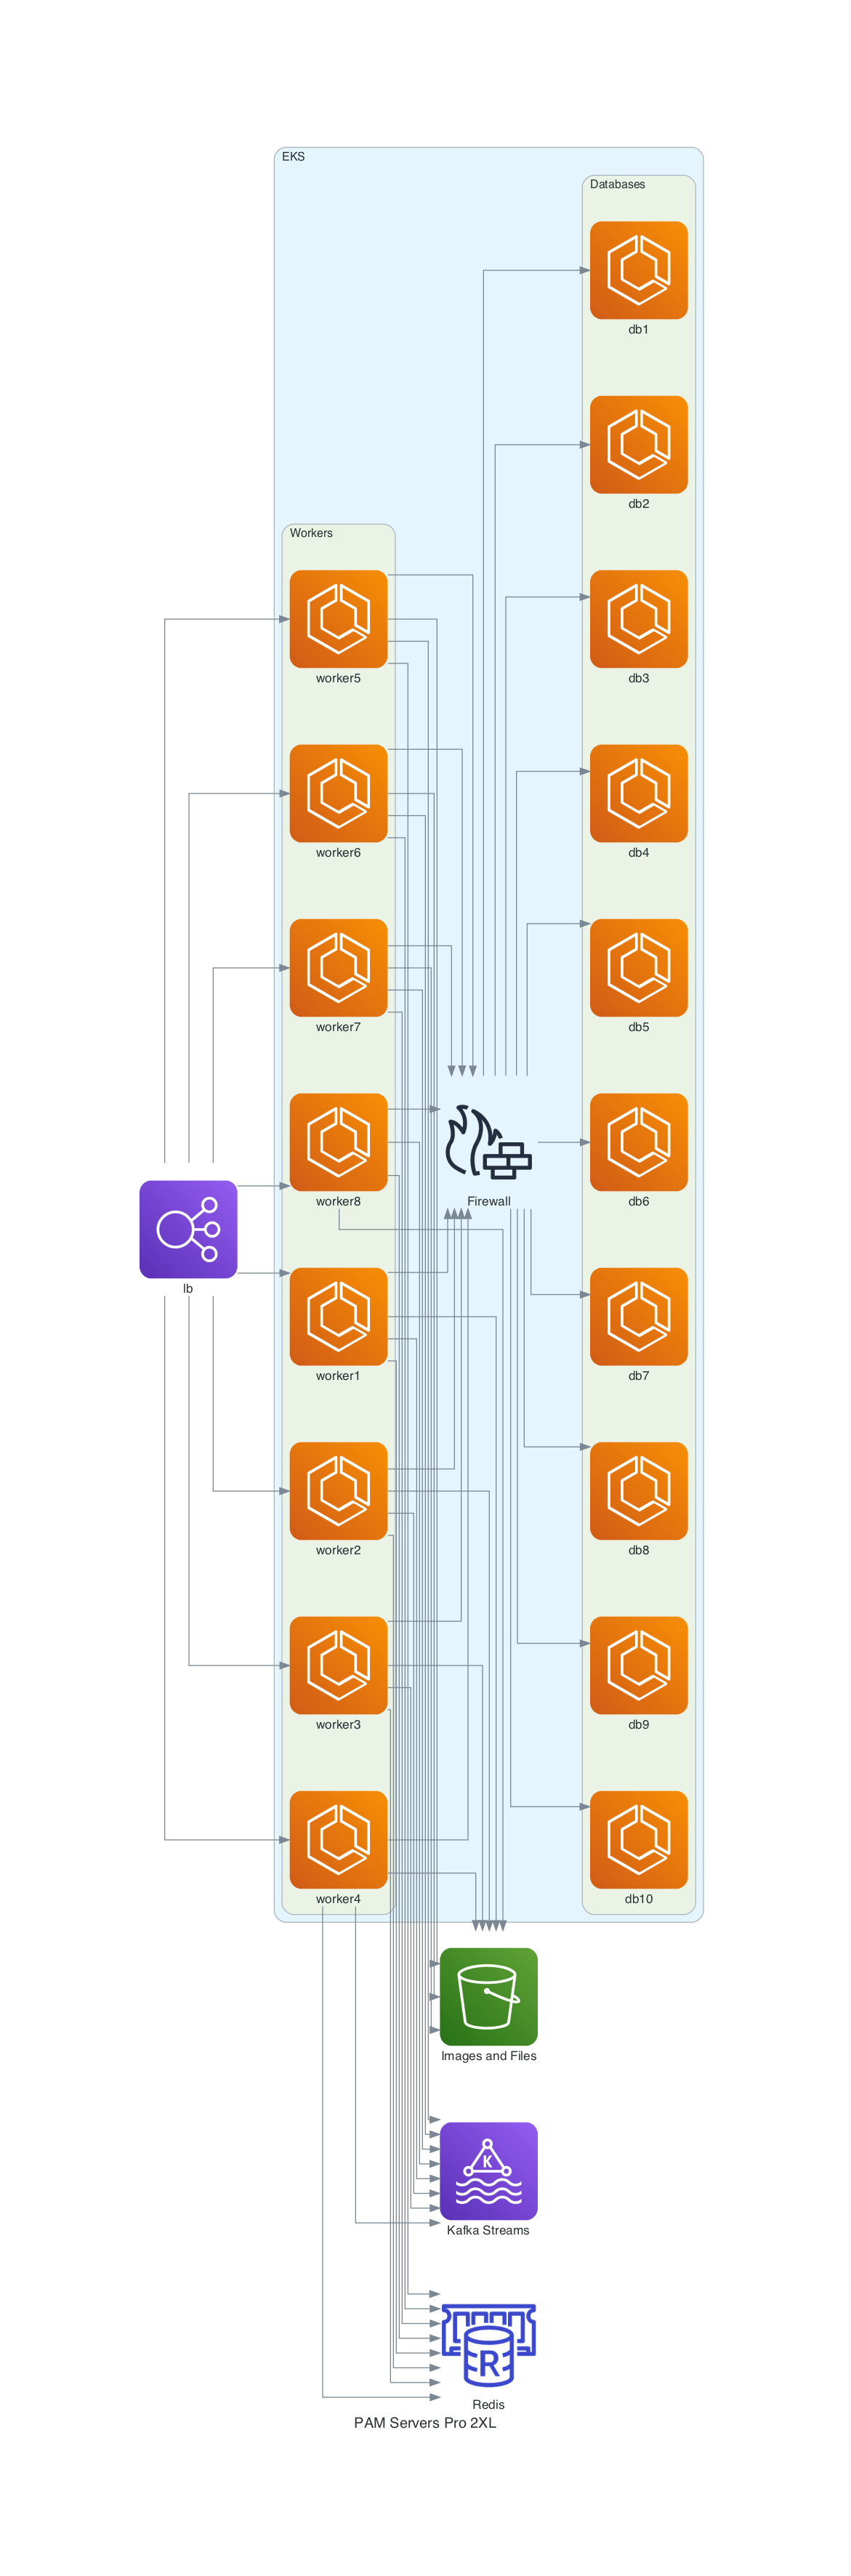 EKS
Databases
db1
db2
Workers
worker5
db3
worker6
db4
worker7
db5
worker8
Firewall
db6
lb
worker1
db7
worker2
db8
worker3
db9
worker4
db10
Images and Files
K
Kafka Streams
R
Redis
PAM Servers Pro 2XL